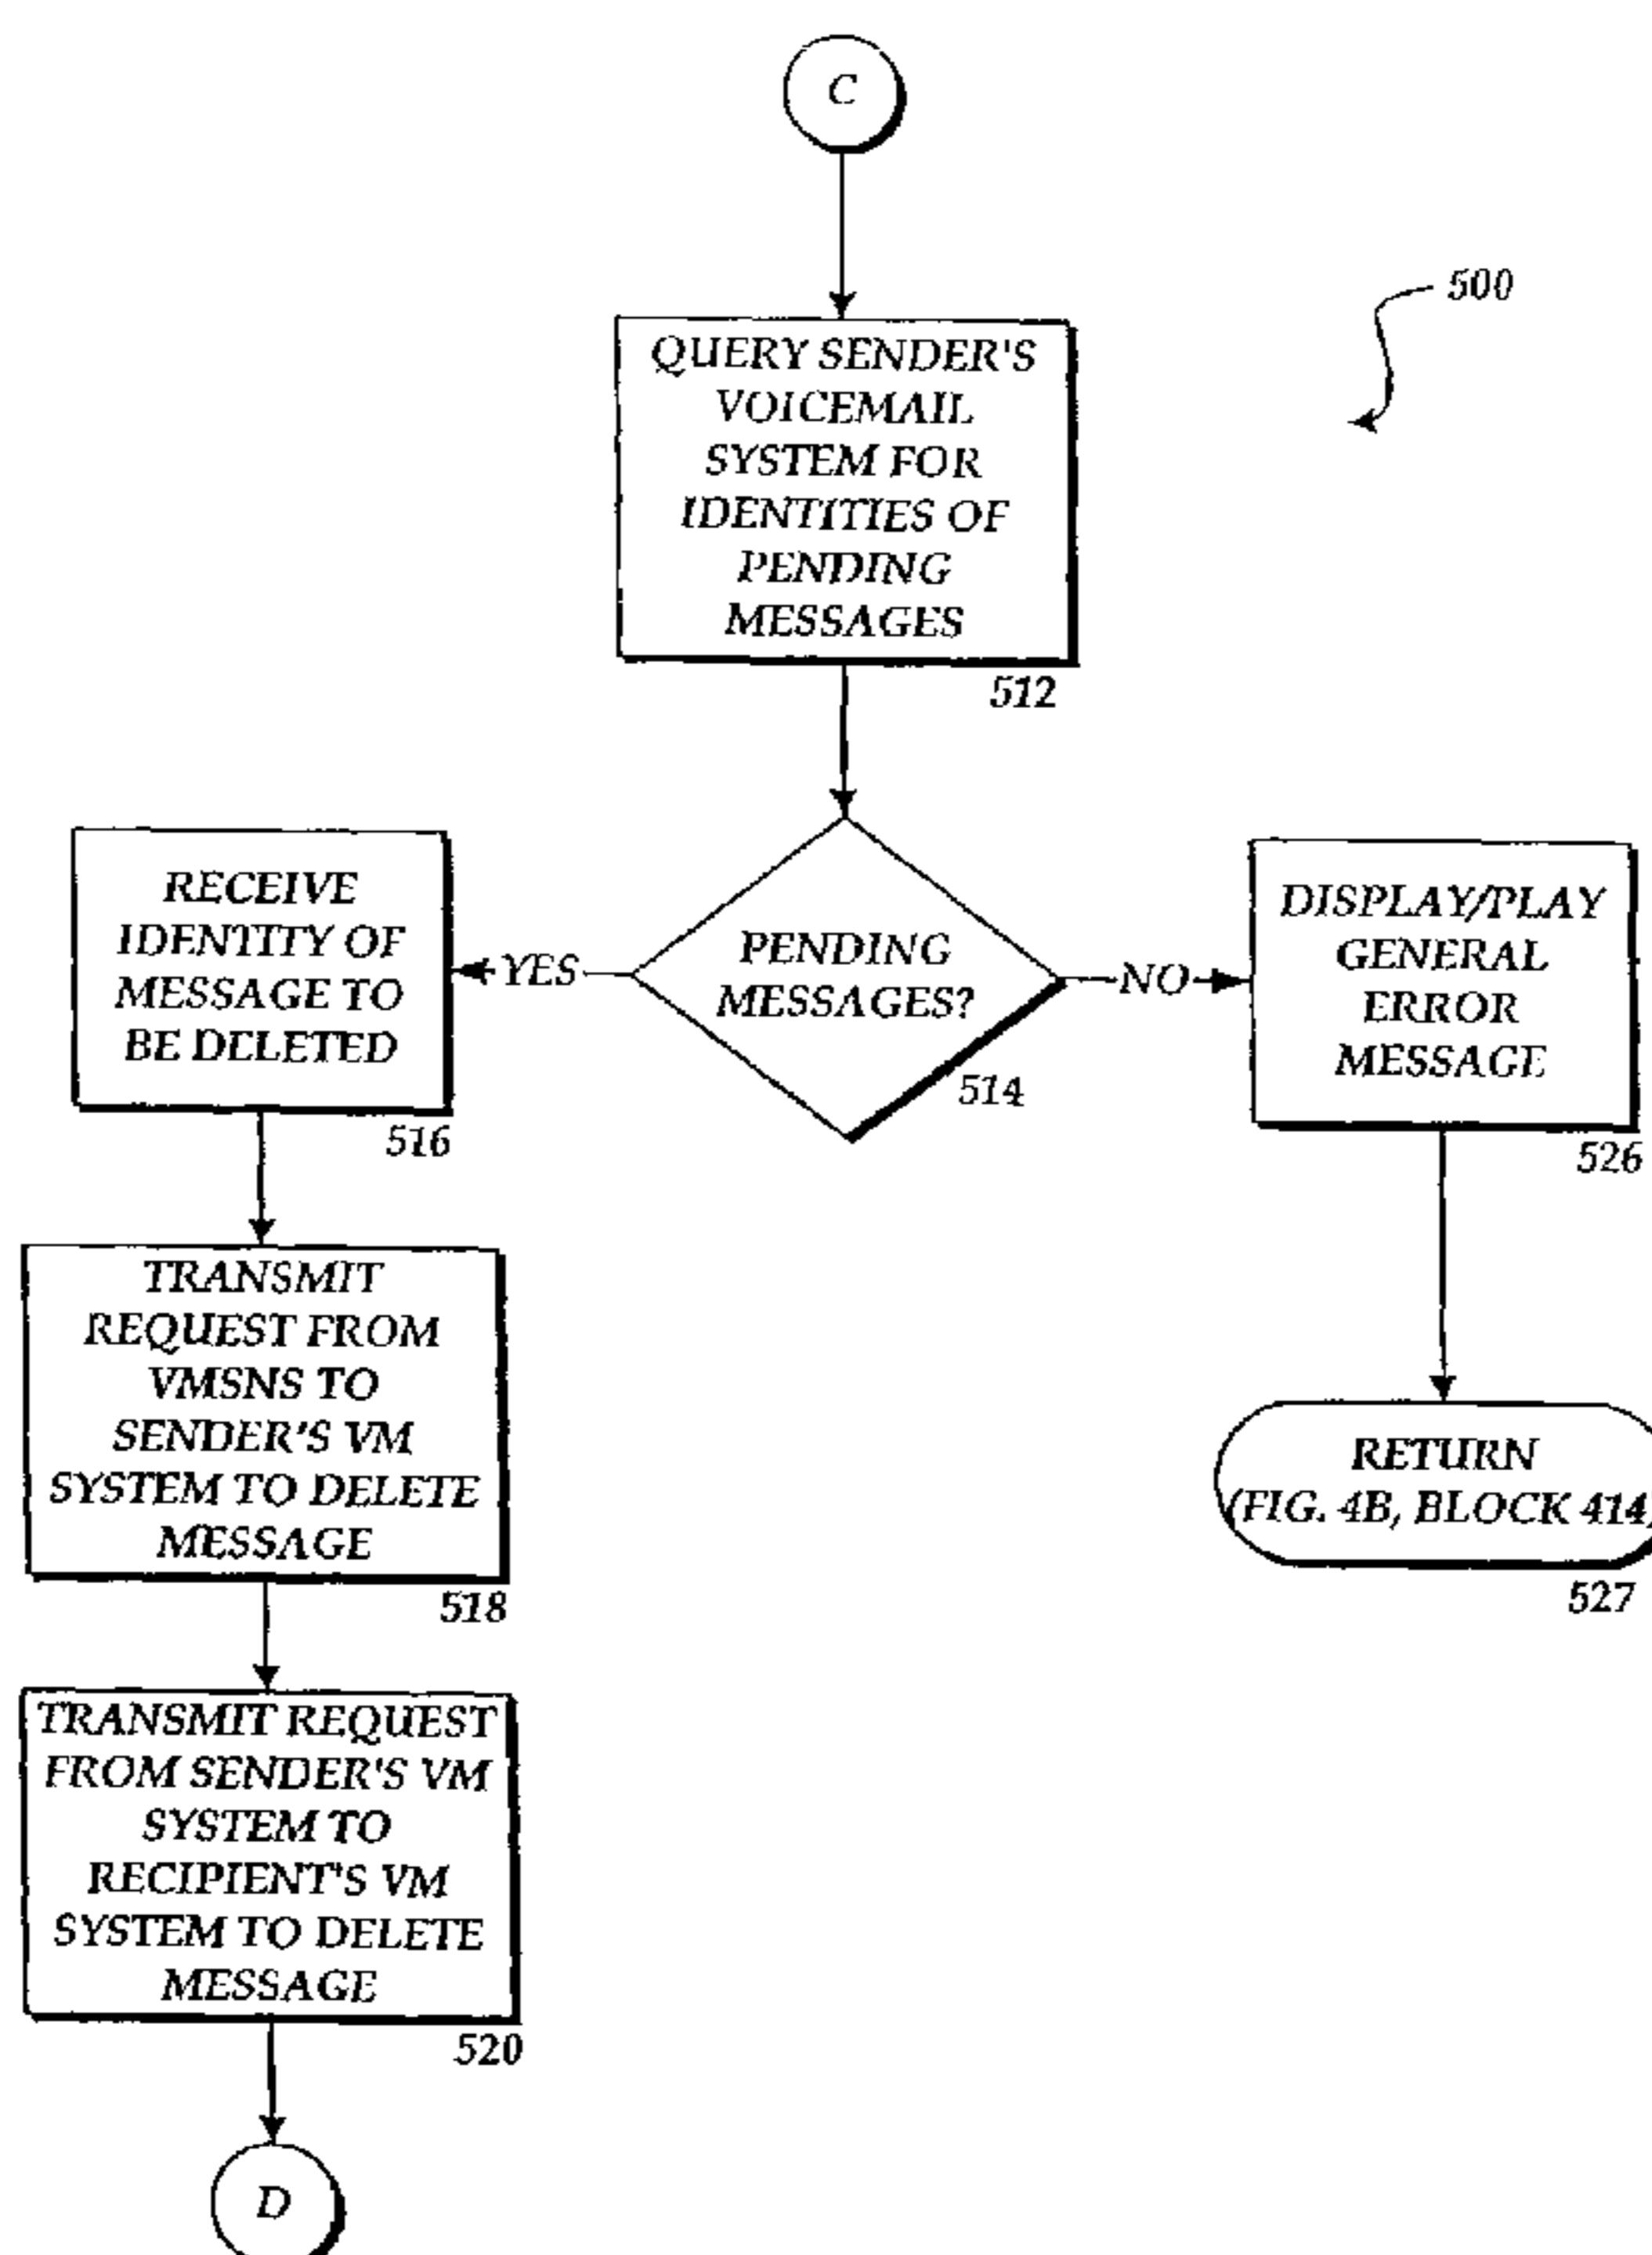 C
500
QUERY SENDER'S
VOICEMAIL
SYSTEM FOR
IDENTITIES OF
PENDING
MESSAGES
512
PENDING
MESSAGES?
514
YES
NO
RECEIVE
IDENTITY OF
MESSAGE TO
BE DELETED
516
DISPLAY/PLAY
GENERAL
ERROR
MESSAGE
526
TRANSMIT
REQUEST FROM
VMSNS TO
SENDER'S VM
SYSTEM TO DELETE
MESSAGE
518
RETURN
(FIG. 4B, BLOCK 414)
527
TRANSMIT REQUEST
FROM SENDER'S VM
SYSTEM TO
RECIPIENT'S VM
SYSTEM TO DELETE
MESSAGE
520
D